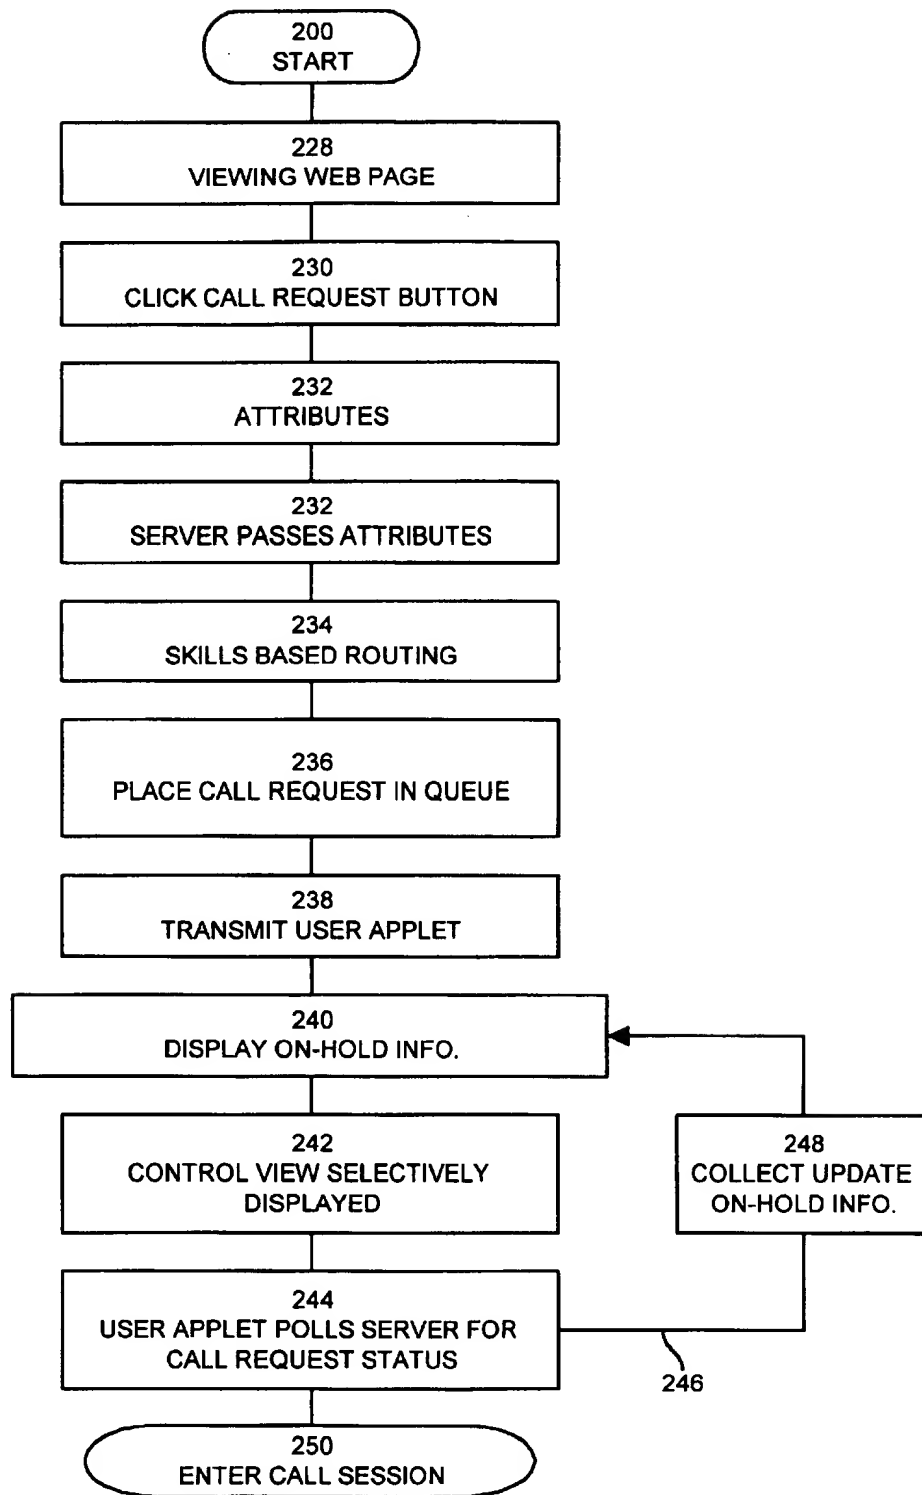 200
START
228
VIEWING WEB PAGE
230
CLICK CALL REQUEST BUTTON
232
ATTRIBUTES
232
SERVER PASSES ATTRIBUTES
234
SKILLS BASED ROUTING
236
PLACE CALL REQUEST IN QUEUE
238
TRANSMIT USER APPLET
240
DISPLAY ON-HOLD INFO.
242
CONTROL VIEW SELECTIVELY
DISPLAYED
248
COLLECT UPDATE
ON-HOLD INFO.
244
USER APPLET POLLS SERVER FOR
CALL REQUEST STATUS
246
250
ENTER CALL SESSION